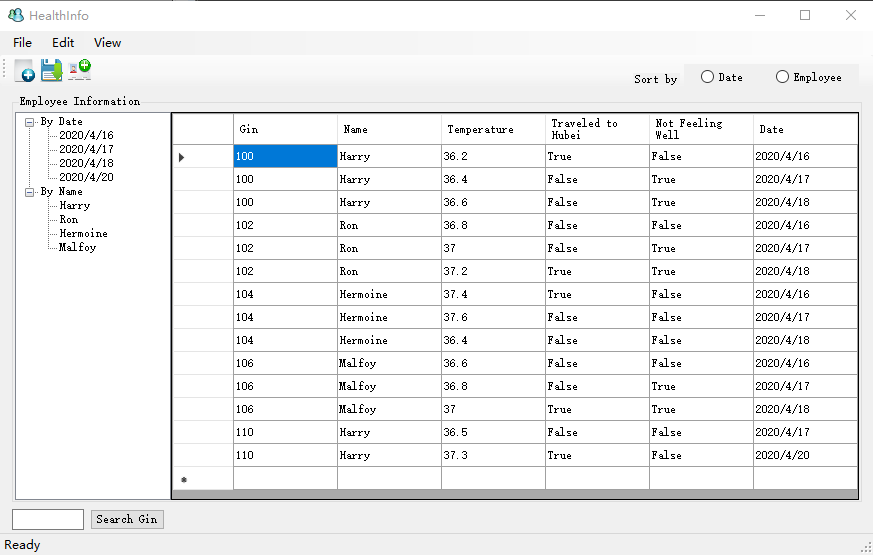 HealthInfo
File Edit View
Sort by Date Employee
Employee Information
By Date
2020/4/16
2020/4/17
2020/4/18
2020/4/20
By Name
Harry
Ron
Hermoine
Malfoy
Gin Name Temperature Traveled to Hubei Not Feeling Well Date
100 Harry 36.2 True False 2020/4/16
100 Harry 36.4 False True 2020/4/17
100 Harry 36.6 False True 2020/4/18
102 Ron 36.8 False False 2020/4/16
102 Ron 37 False True 2020/4/17
102 Ron 37.2 True True 2020/4/18
104 Hermoine 37.4 True False 2020/4/16
104 Hermoine 37.6 False False 2020/4/17
104 Hermoine 36.4 False False 2020/4/18
106 Malfoy 36.6 False False 2020/4/16
106 Malfoy 36.8 False True 2020/4/17
106 Malfoy 37 True True 2020/4/18
110 Harry 36.5 False False 2020/4/17
110 Harry 37.3 True False 2020/4/20
Search Gin
Ready